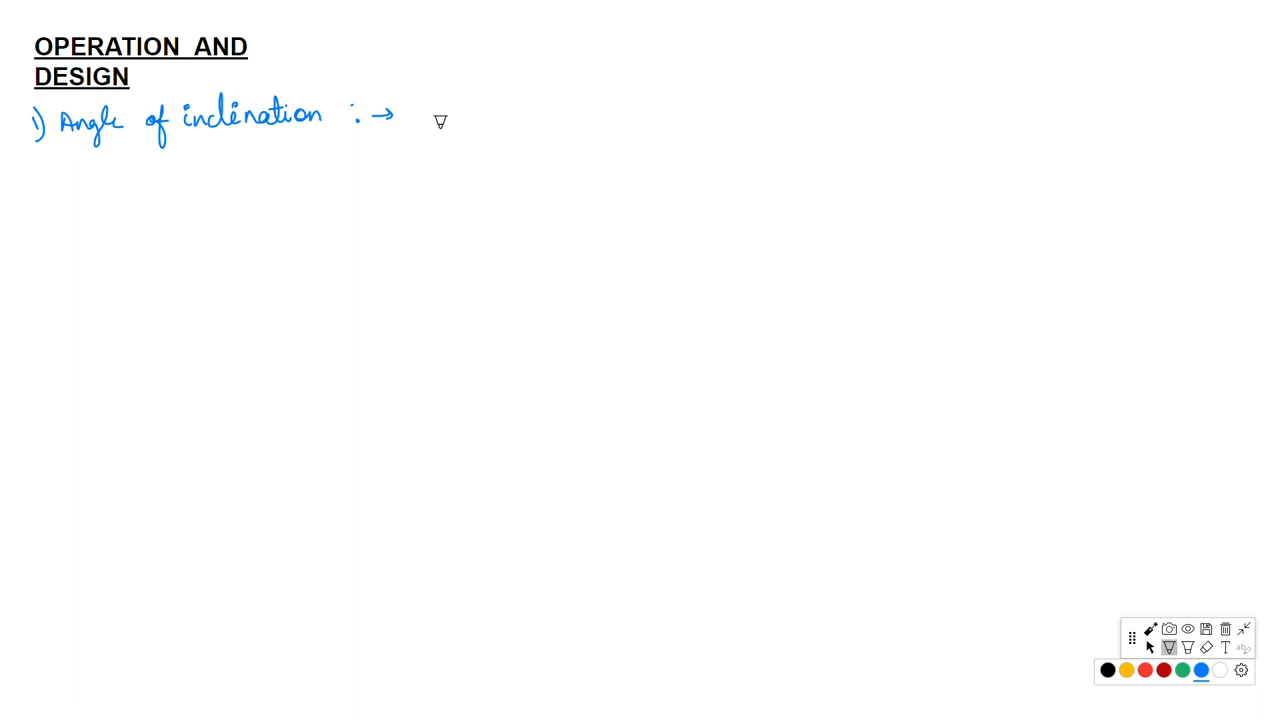 OPERATION AND
DESIGN
1) Angle of inclination : →